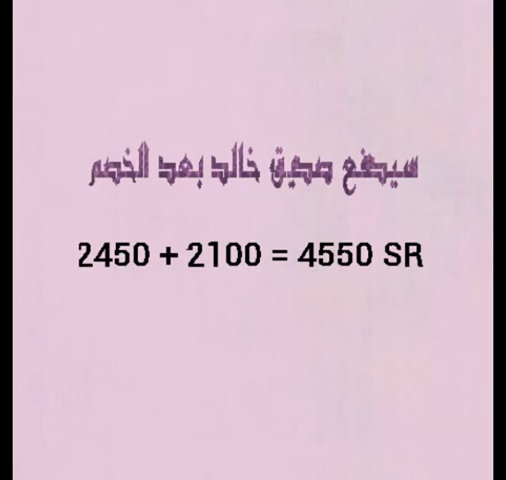 سيدفع صديق خالد بعد الخصم
2450 + 2100 = 4550 SR